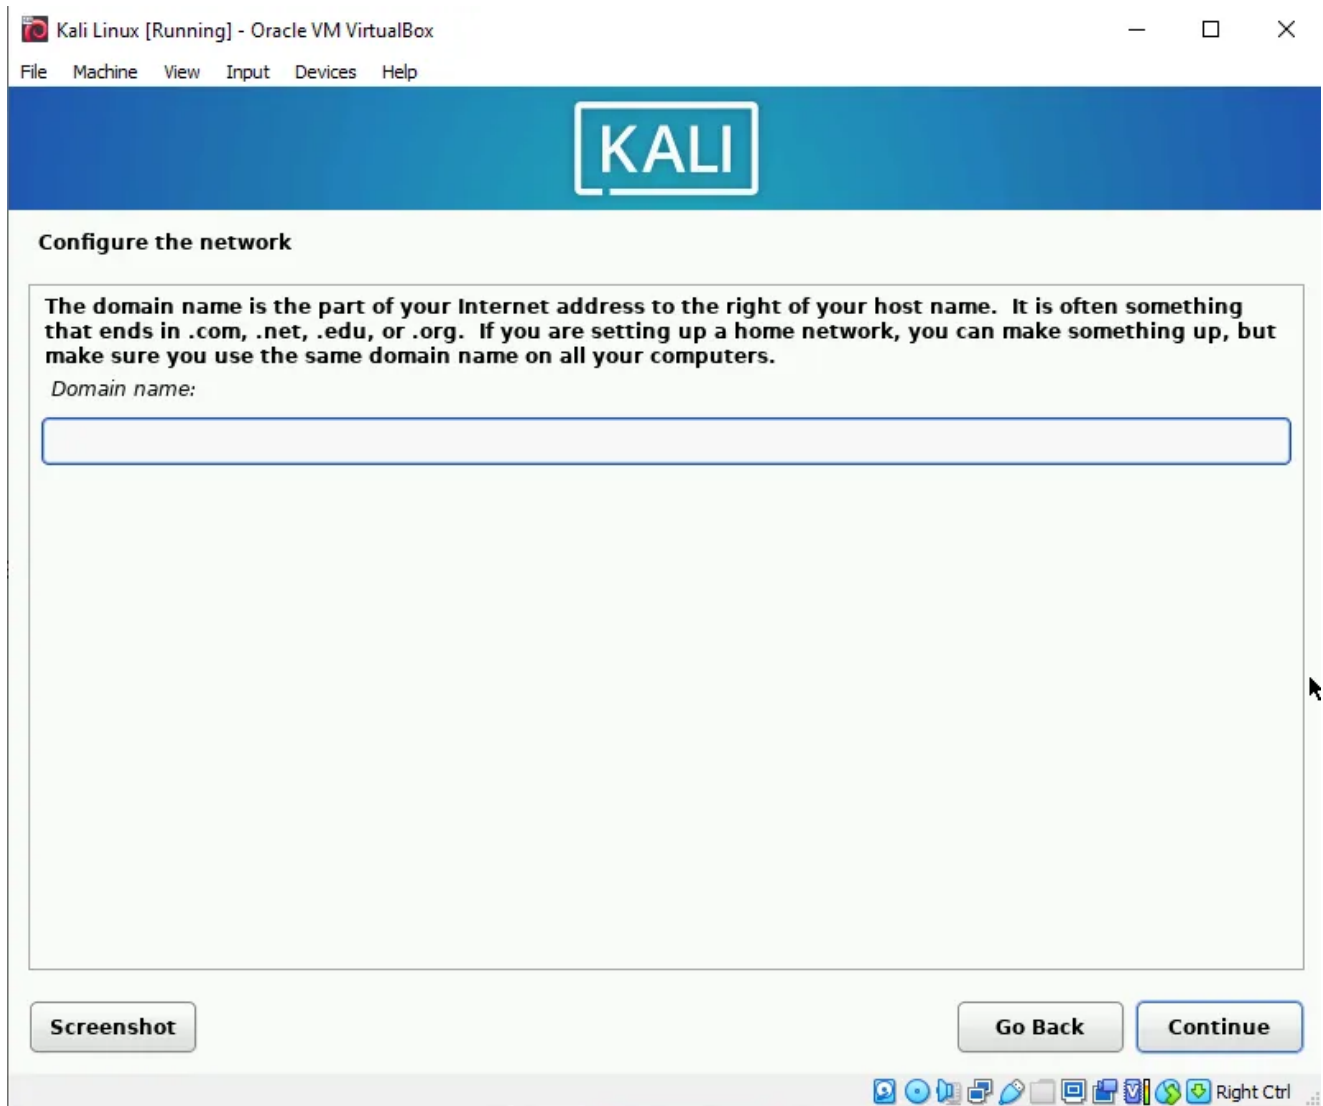 Kali Linux [Running] - Oracle VM VirtualBox
File Machine View Input Devices Help
KALI
Configure the network
The domain name is the part of your Internet address to the right of your host name.  It is often something
that ends in .com, .net, .edu, or .org.  If you are setting up a home network, you can make something up, but
make sure you use the same domain name on all your computers.
Domain name:
Screenshot Go Back Continue
Right Ctrl